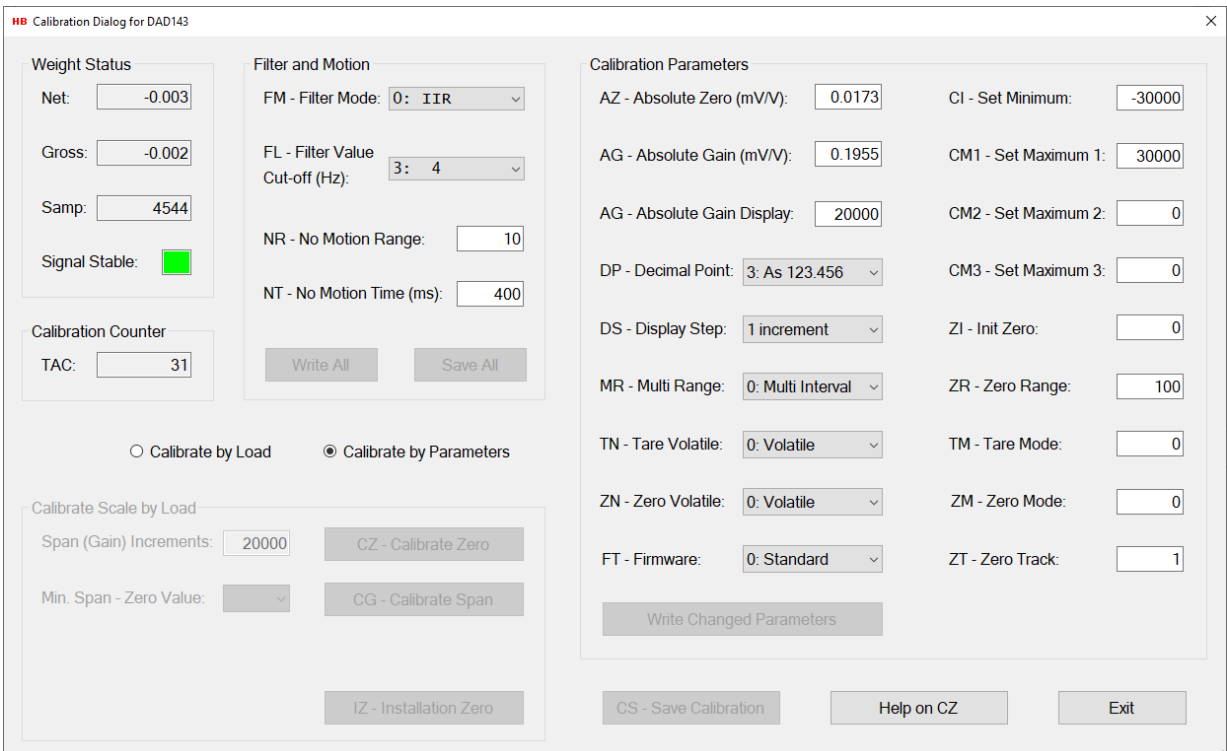 HB Calibration Dialog for DAD143
Weight Status
Net: -0.003
Gross: -0.002
Samp: 4544
Signal Stable:
Calibration Counter
TAC: 31
Filter and Motion
FM - Filter Mode: 0: IIR
FL - Filter Value
Cut-off (Hz): 3: 4
NR - No Motion Range: 10
NT - No Motion Time (ms): 400
Write All Save All
Calibrate by Load Calibrate by Parameters
Calibrate Scale by Load
Span (Gain) Increments: 20000 CZ - Calibrate Zero
Min. Span - Zero Value: CG - Calibrate Span
IZ - Installation Zero
Calibration Parameters
AZ - Absolute Zero (mV/V): 0.0173 CI - Set Minimum: -30000
AG - Absolute Gain (mV/V): 0.1955 CM1 - Set Maximum 1: 30000
AG - Absolute Gain Display: 20000 CM2 - Set Maximum 2: 0
DP - Decimal Point: 3: As 123.456 CM3 - Set Maximum 3: 0
DS - Display Step: 1 increment ZI - Init Zero: 0
MR - Multi Range: 0: Multi Interval ZR - Zero Range: 100
TN - Tare Volatile: 0: Volatile TM - Tare Mode: 0
ZN - Zero Volatile: 0: Volatile ZM - Zero Mode: 0
FT - Firmware: 0: Standard ZT - Zero Track: 1
Write Changed Parameters
CS - Save Calibration Help on CZ Exit